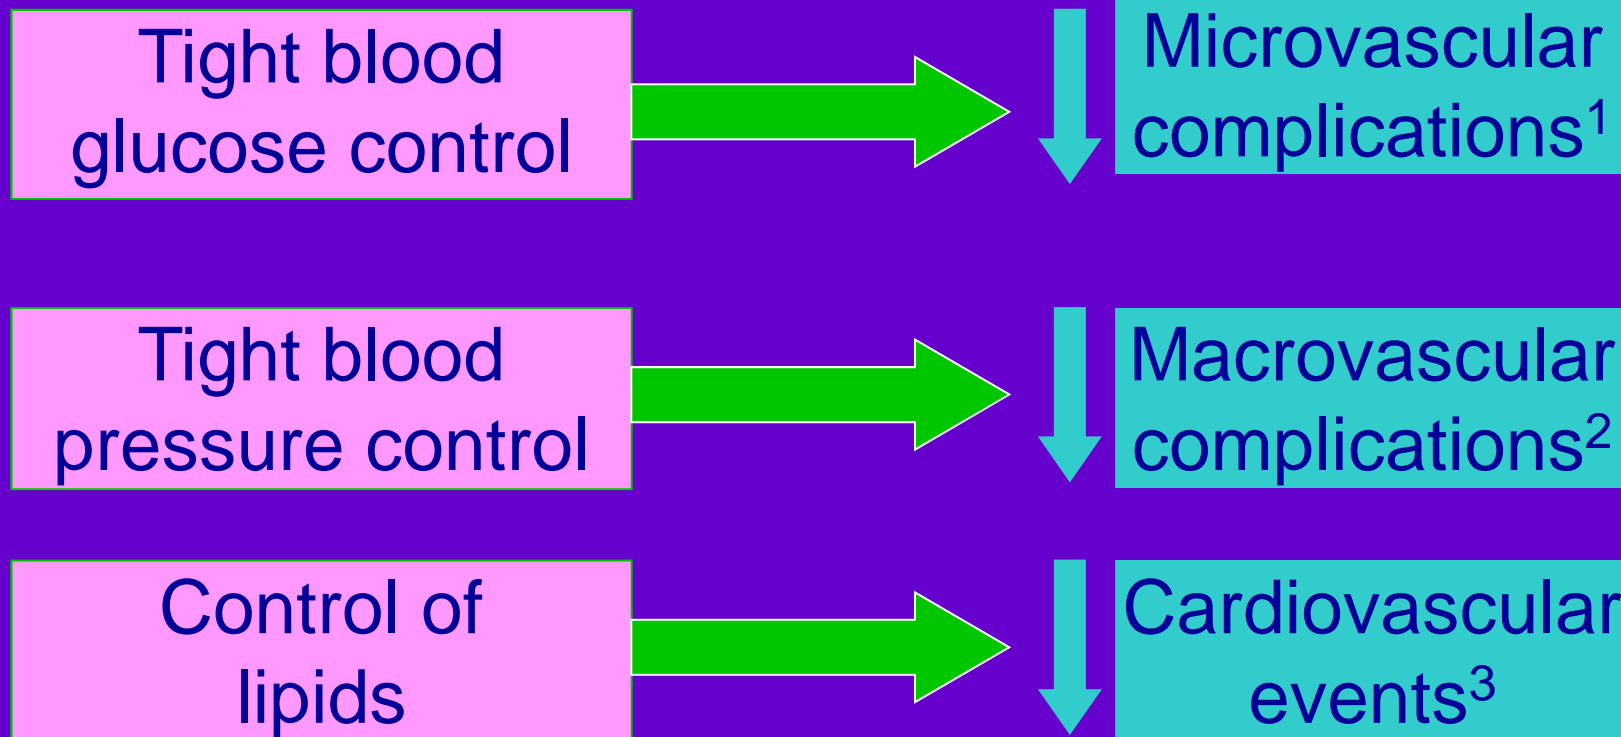 Tight blood
glucose control
Microvascular
complications¹
Tight blood
pressure control
Macrovascular
complications²
Control of
lipids
Cardiovascular
events³